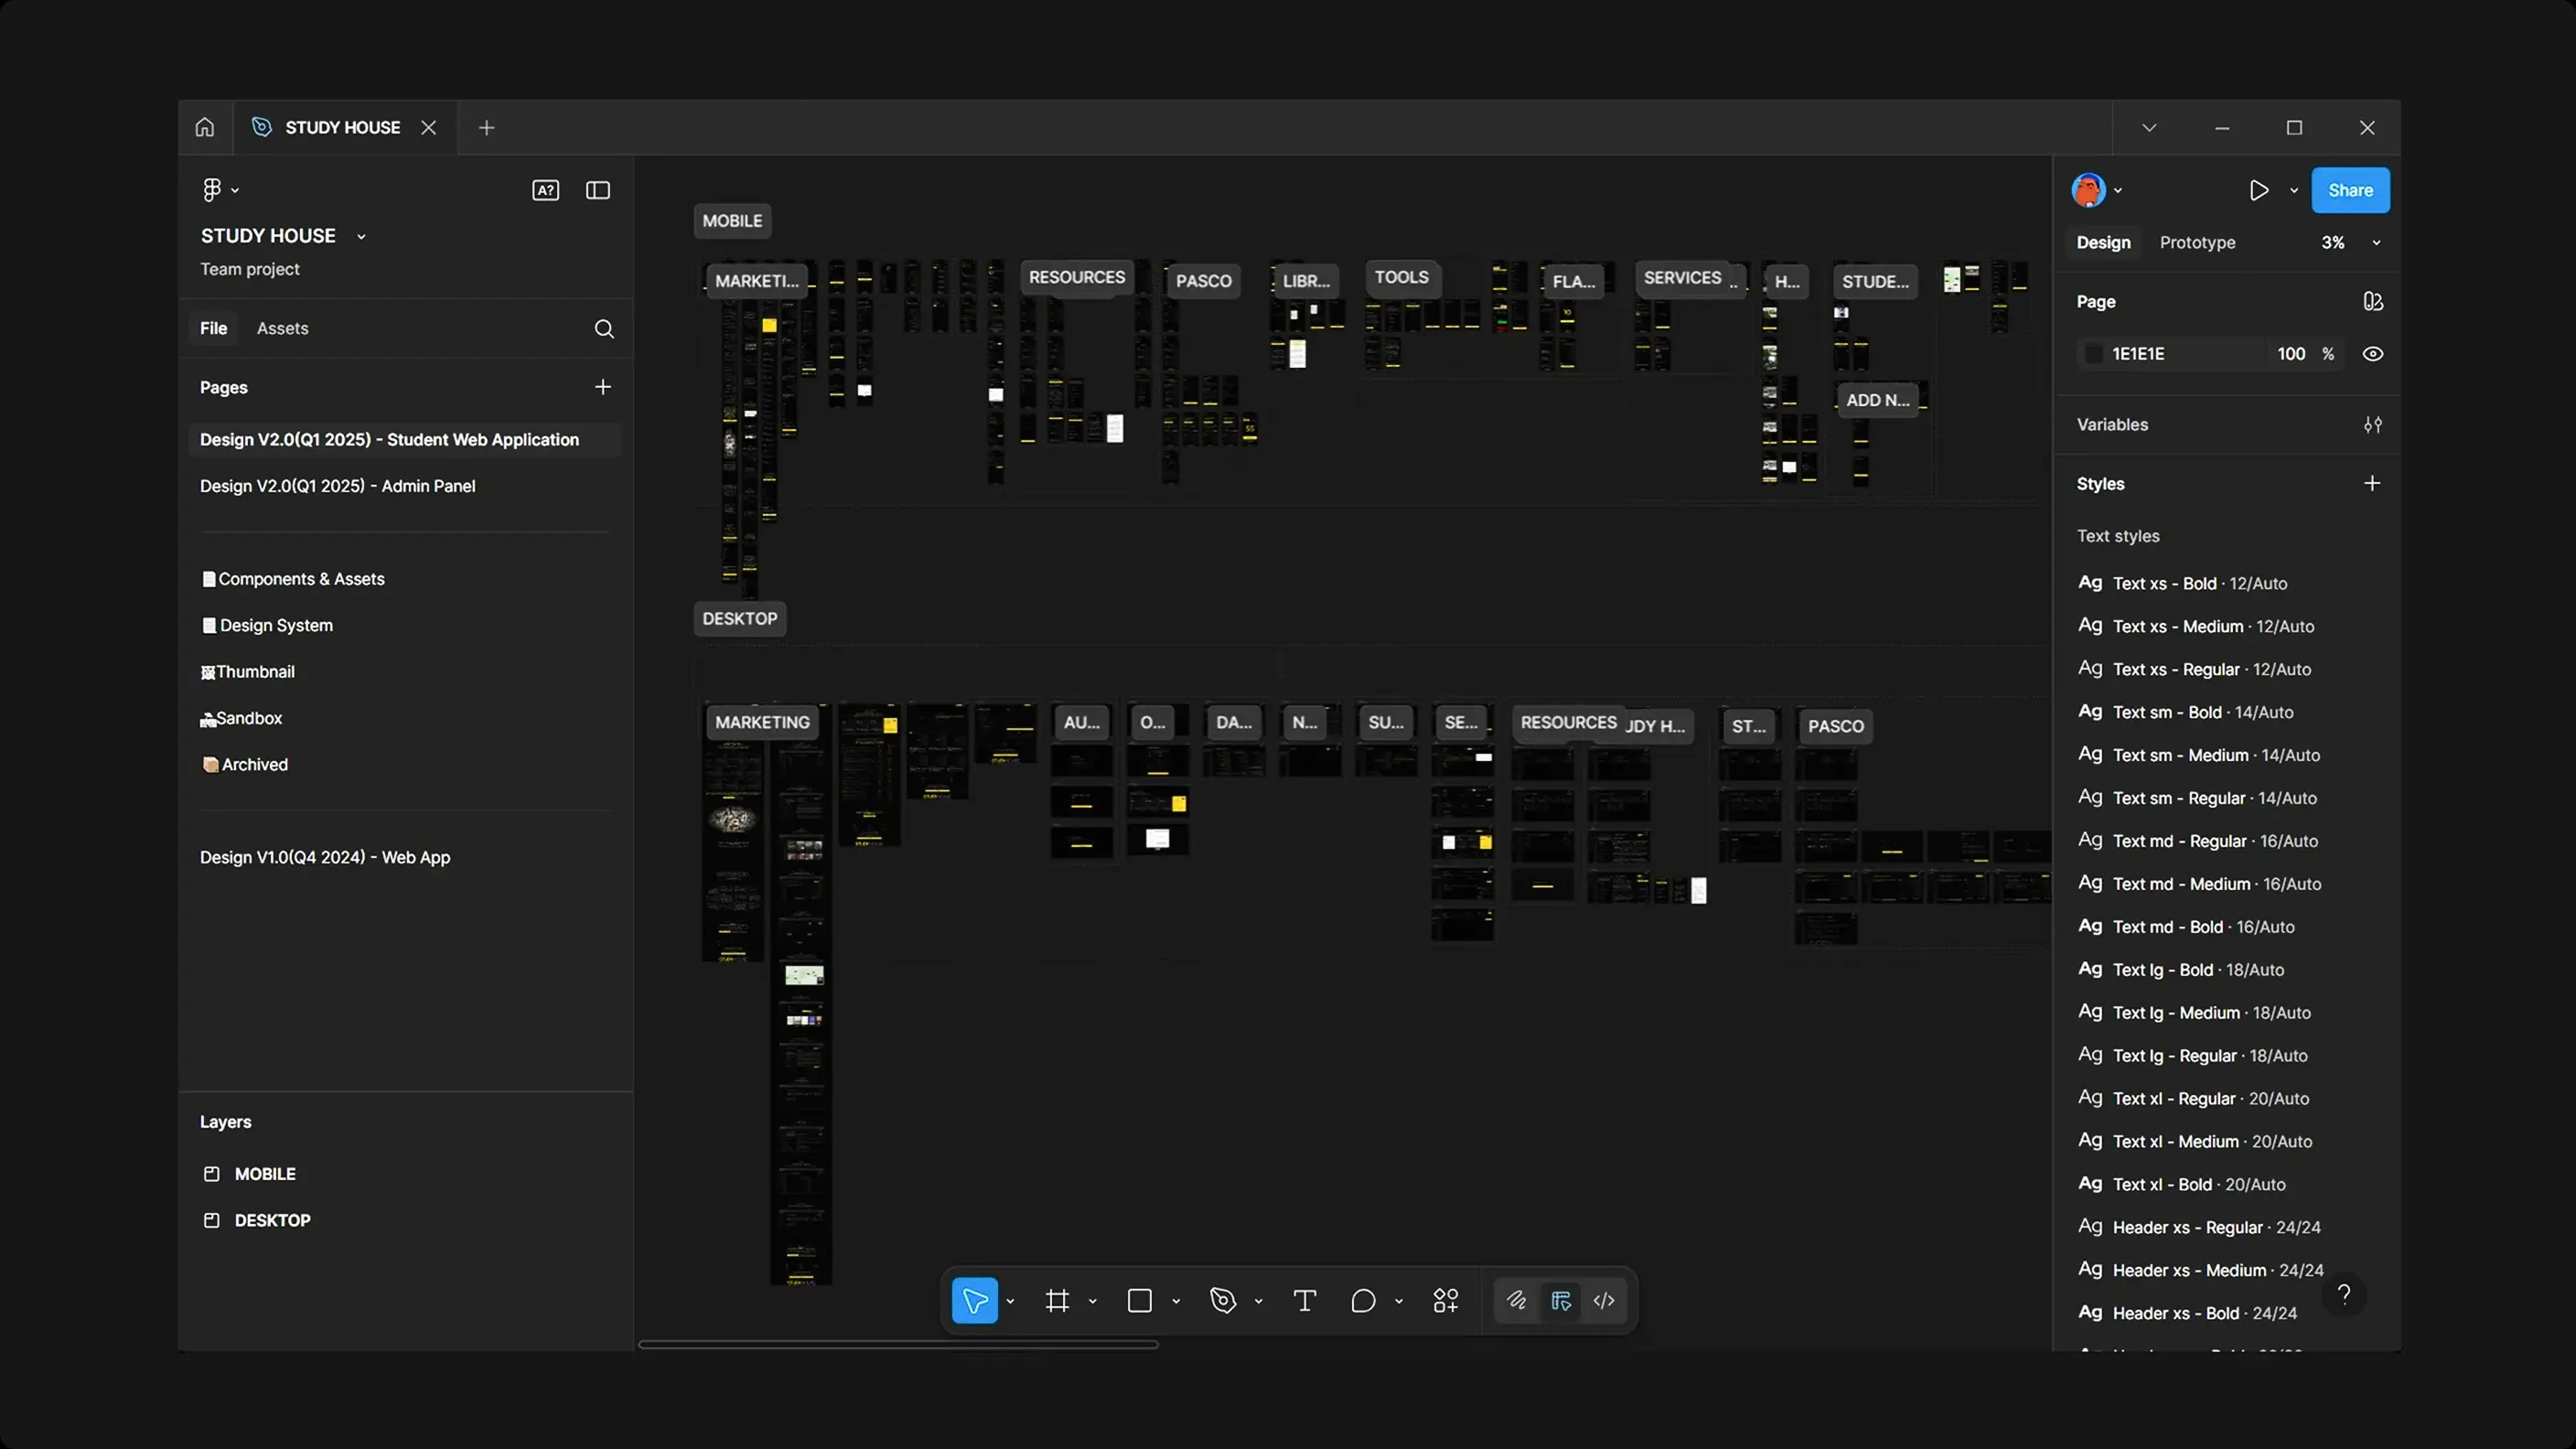 STUDY HOUSE
A?
STUDY HOUSE
Team project
File Assets
Pages
Design V2.0(Q1 2025) - Student Web Application
Design V2.0(Q1 2025) - Admin Panel
Components & Assets
Design System
Thumbnail
Sandbox
Archived
Design V1.0(Q4 2024) - Web App
Layers
MOBILE
DESKTOP
MOBILE
MARKETI... RESOURCES PASCO LIBR... TOOLS FLA... SERVICES .. H... STUDE...
ADD N...
55
DESKTOP
MARKETING AU... O... DA... N... SU... SE... RESOURCES JDY H... ST... PASCO
Share
Design Prototype 3%
Page
1E1E1E 100 %
Variables
Styles
Text styles
Ag Text xs - Bold · 12/Auto
Ag Text xs - Medium · 12/Auto
Ag Text xs - Regular · 12/Auto
Ag Text sm - Bold · 14/Auto
Ag Text sm - Medium · 14/Auto
Ag Text sm - Regular · 14/Auto
Ag Text md - Regular · 16/Auto
Ag Text md - Medium · 16/Auto
Ag Text md - Bold · 16/Auto
Ag Text lg - Bold · 18/Auto
Ag Text lg - Medium · 18/Auto
Ag Text lg - Regular · 18/Auto
Ag Text xl - Regular · 20/Auto
Ag Text xl - Medium · 20/Auto
Ag Text xl - Bold · 20/Auto
Ag Header xs - Regular · 24/24
Ag Header xs - Medium · 24/24
Ag Header xs - Bold · 24/24
?